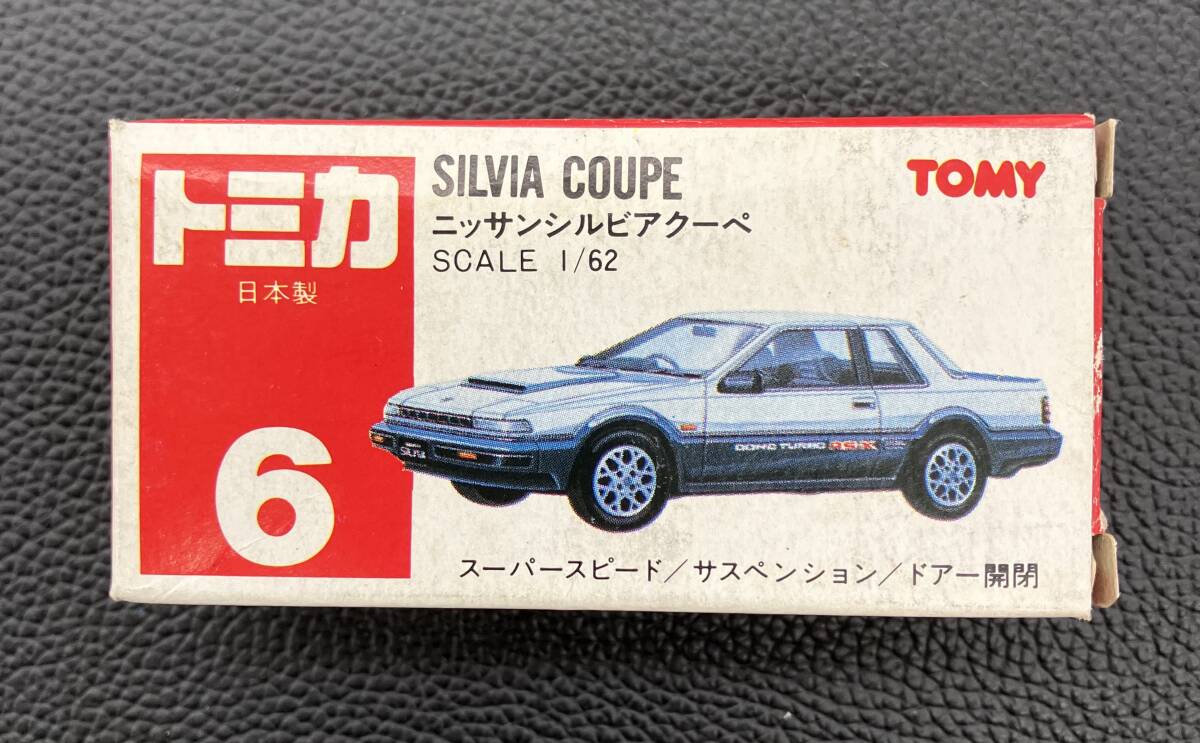 トミカ
日本製
6
SILVIA COUPE
ニッサンシルビアクーペ
SCALE 1/62
TOMY
DOHC TURBO RS-X
SILVIA
スーパースピード/サスペンション/ドアー開閉